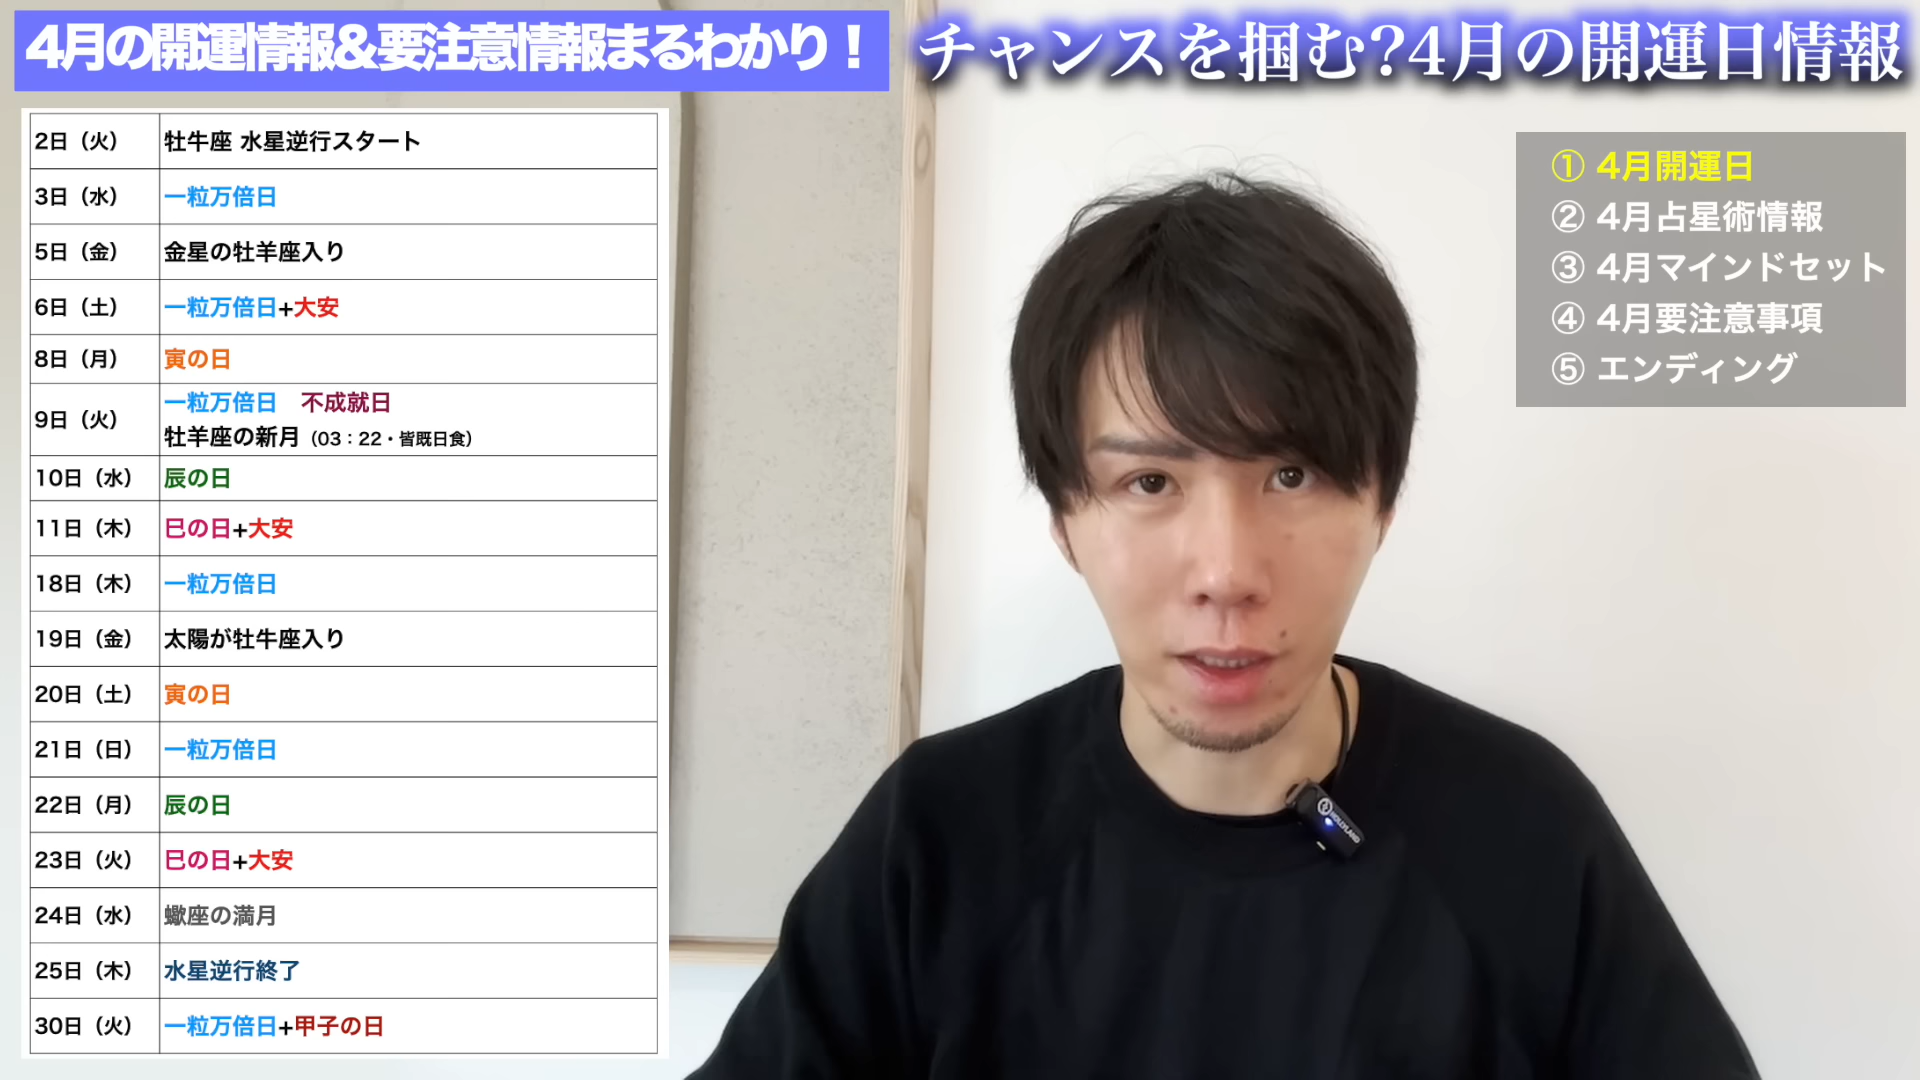 4月の開運情報&要注意情報まるわかり！
チャンスを掴む?4月の開運日情報
2日（火） 牡牛座 水星逆行スタート
3日（水） 一粒万倍日
5日（金） 金星の牡羊座入り
6日（土） 一粒万倍日+大安
8日（月） 寅の日
9日（火） 一粒万倍日　不成就日
牡羊座の新月（03：22・皆既日食）
10日（水） 辰の日
11日（木） 巳の日+大安
18日（木） 一粒万倍日
19日（金） 太陽が牡牛座入り
20日（土） 寅の日
21日（日） 一粒万倍日
22日（月） 辰の日
23日（火） 巳の日+大安
24日（水） 蠍座の満月
25日（木） 水星逆行終了
30日（火） 一粒万倍日+甲子の日
① 4月開運日
② 4月占星術情報
③ 4月マインドセット
④ 4月要注意事項
⑤ エンディング
HOLLYLAND